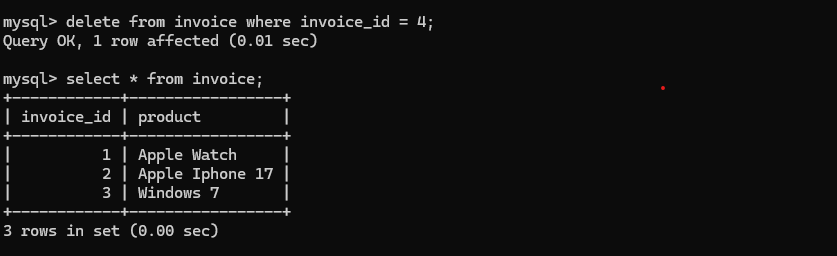 mysql> delete from invoice where invoice_id = 4;
Query OK, 1 row affected (0.01 sec)
mysql> select * from invoice;
+------------+-----------------+
| invoice_id | product         |
+------------+-----------------+
|          1 | Apple Watch     |
|          2 | Apple Iphone 17 |
|          3 | Windows 7       |
+------------+-----------------+
3 rows in set (0.00 sec)